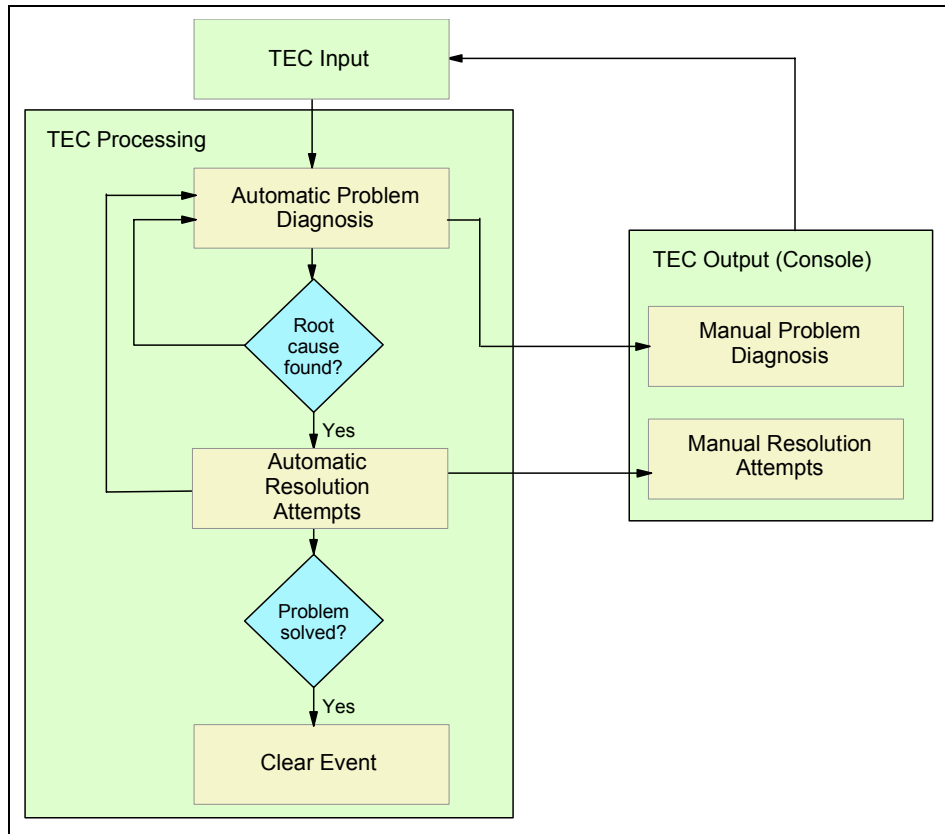 TEC Input
TEC Processing
Automatic Problem
Diagnosis
Root
cause
found?
Yes
Automatic
Resolution
Attempts
Problem
solved?
Yes
Clear Event
TEC Output (Console)
Manual Problem
Diagnosis
Manual Resolution
Attempts